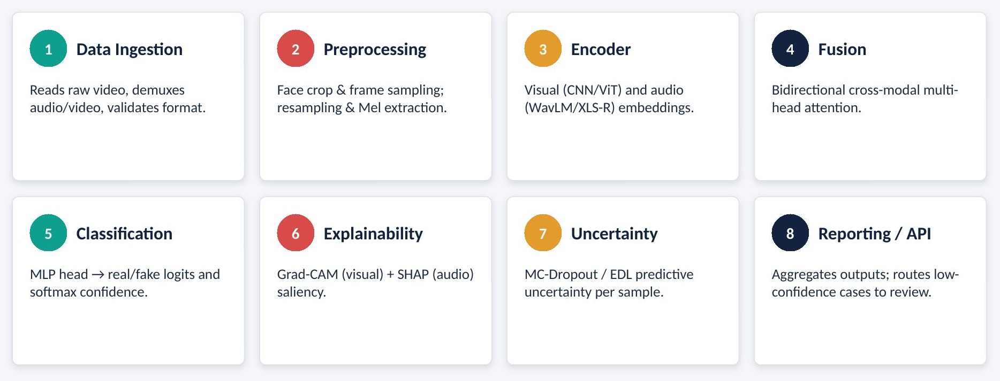 1 Data Ingestion
Reads raw video, demuxes
audio/video, validates format.
2 Preprocessing
Face crop & frame sampling;
resampling & Mel extraction.
3 Encoder
Visual (CNN/ViT) and audio
(WavLM/XLS-R) embeddings.
4 Fusion
Bidirectional cross-modal multi-
head attention.
5 Classification
MLP head → real/fake logits and
softmax confidence.
6 Explainability
Grad-CAM (visual) + SHAP (audio)
saliency.
7 Uncertainty
MC-Dropout / EDL predictive
uncertainty per sample.
8 Reporting / API
Aggregates outputs; routes low-
confidence cases to review.